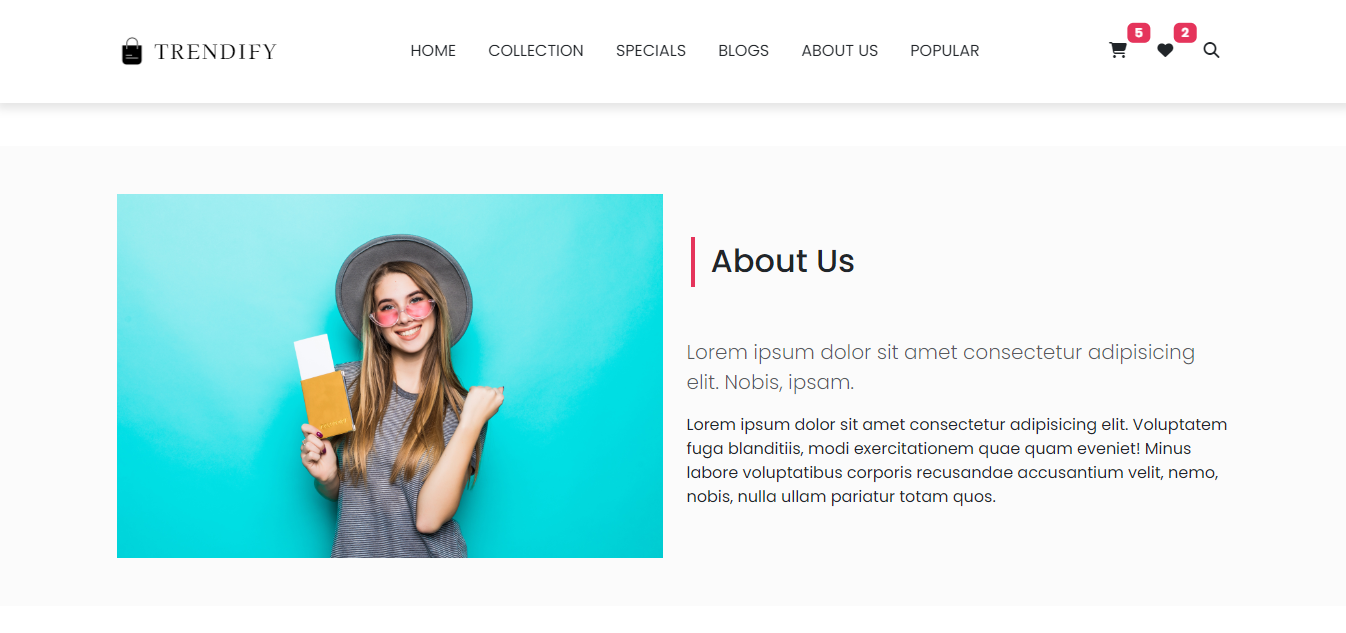 TRENDIFY
HOME COLLECTION SPECIALS BLOGS ABOUT US POPULAR
5 2
About Us
Lorem ipsum dolor sit amet consectetur adipisicing
elit. Nobis, ipsam.
Lorem ipsum dolor sit amet consectetur adipisicing elit. Voluptatem
fuga blanditiis, modi exercitationem quae quam eveniet! Minus
labore voluptatibus corporis recusandae accusantium velit, nemo,
nobis, nulla ullam pariatur totam quos.